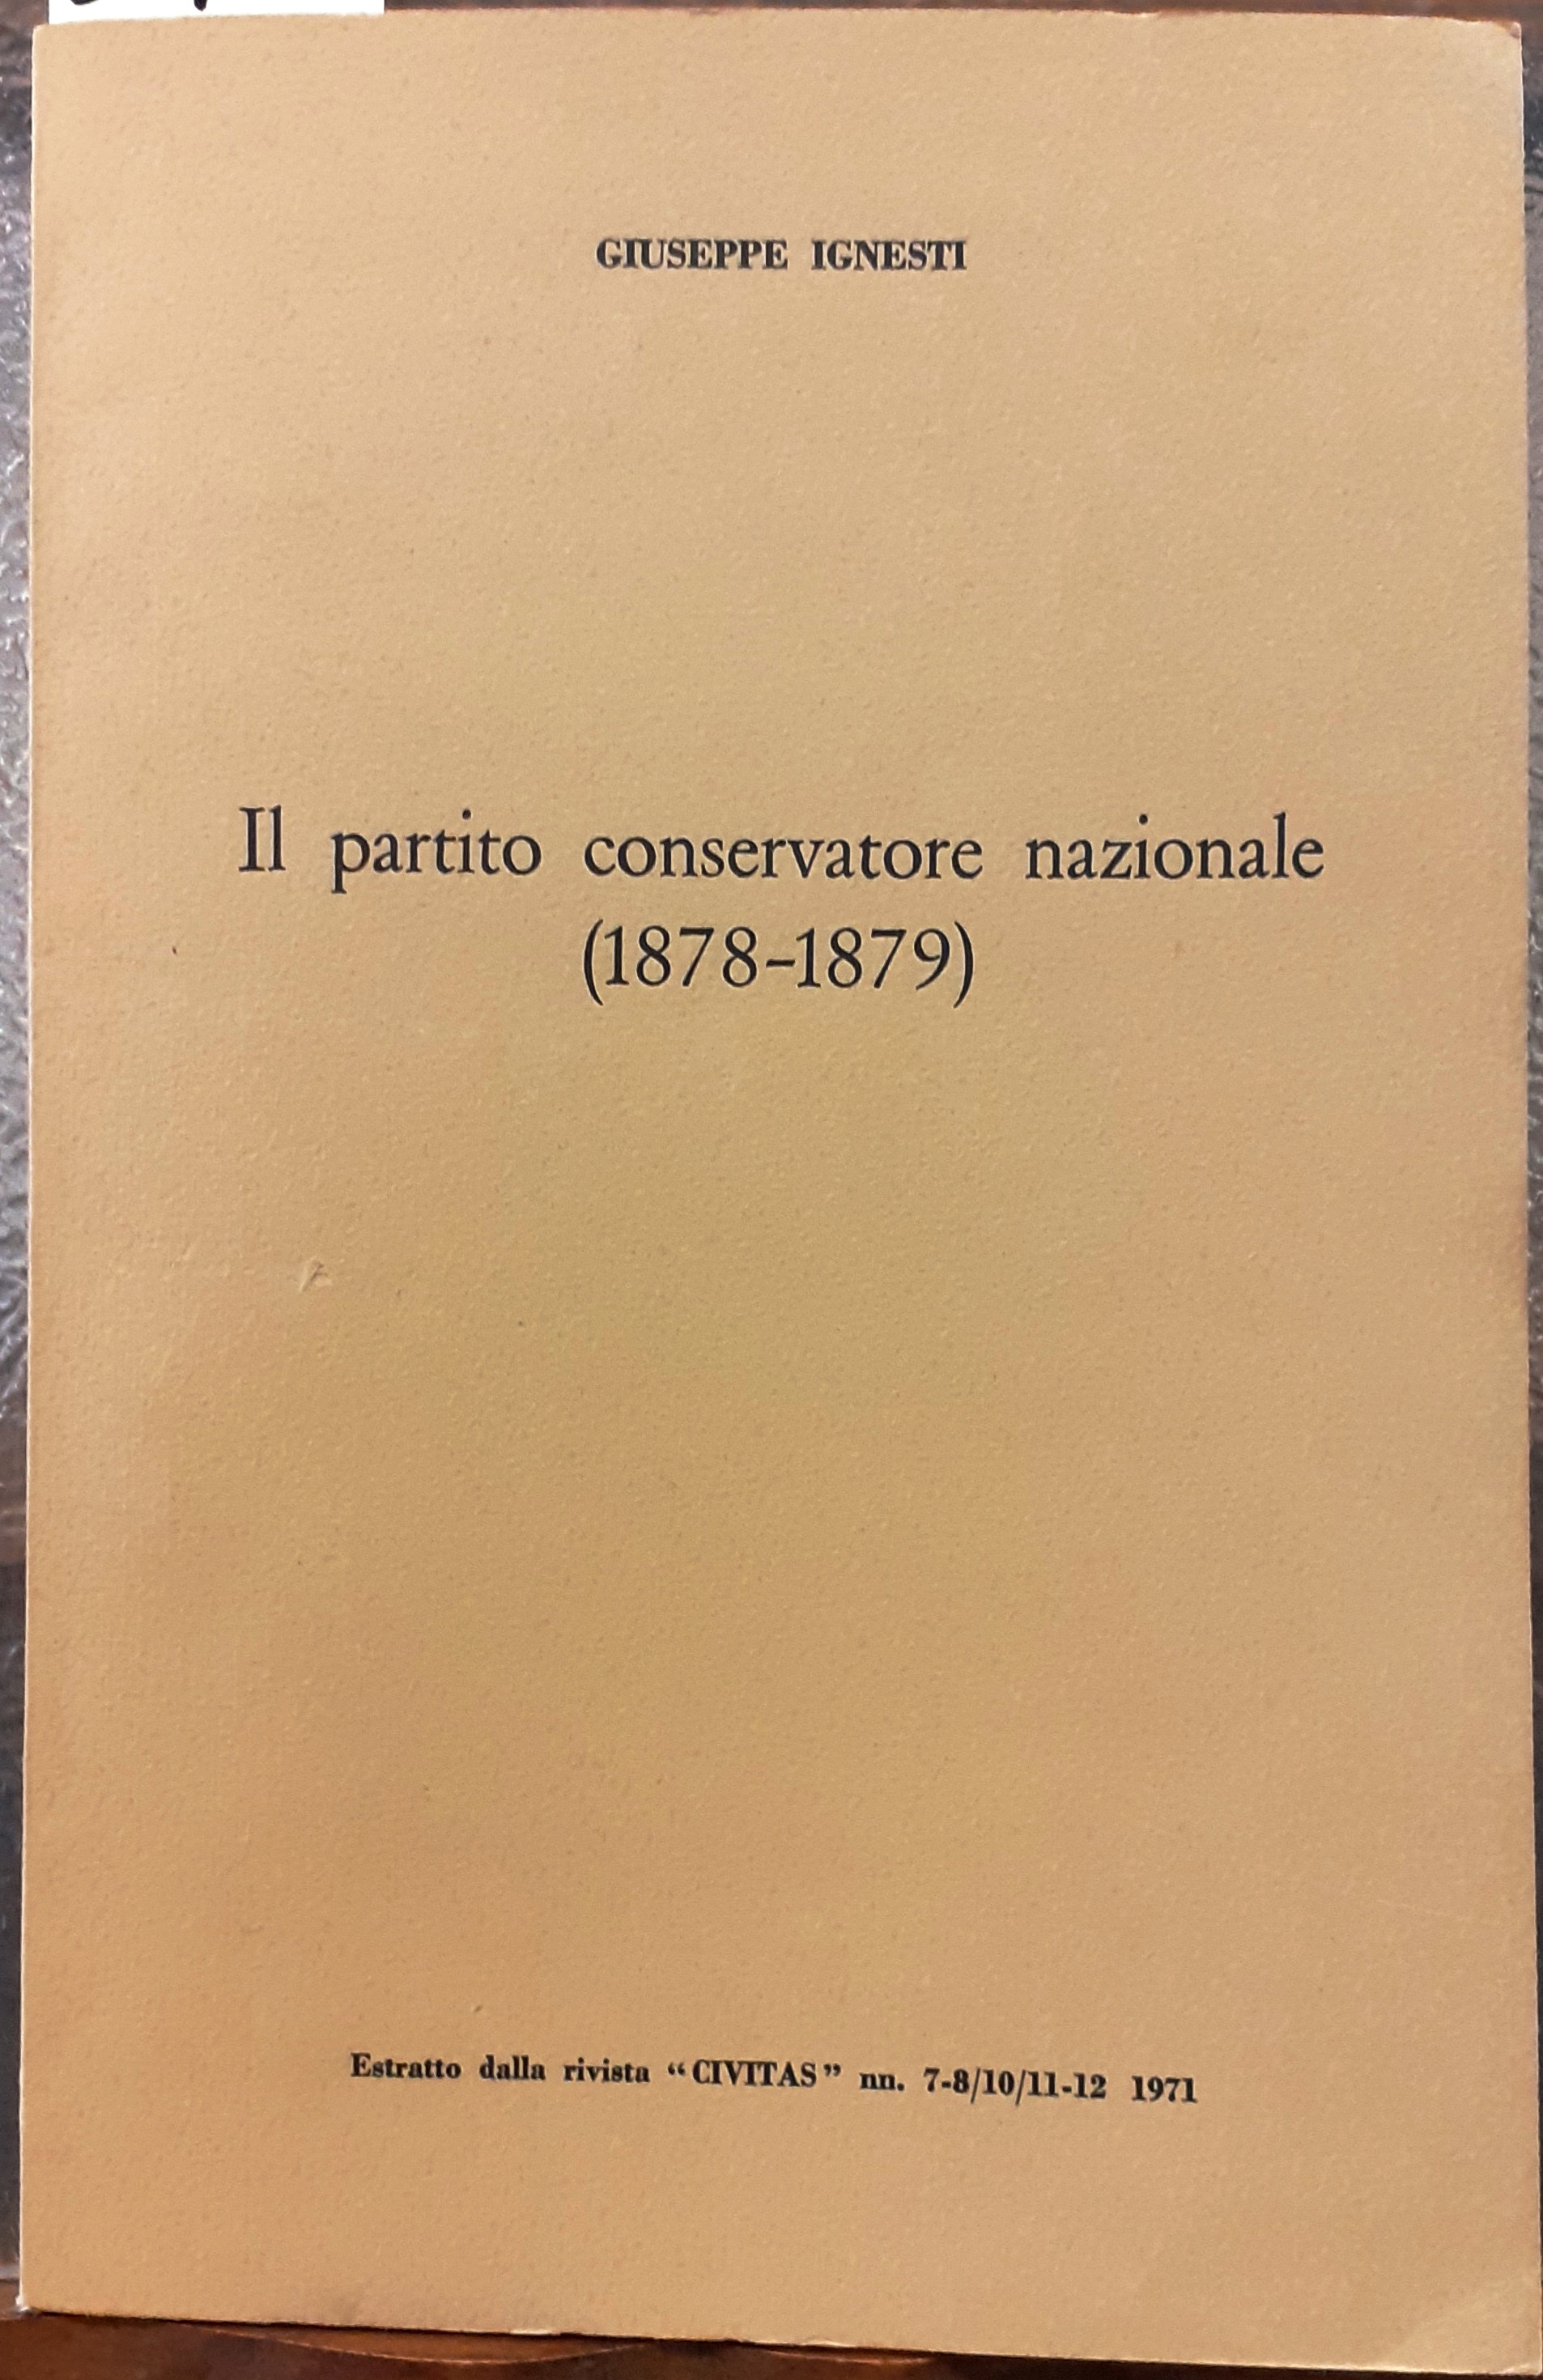 GIUSEPPE IGNESTI
Il partito conservatore nazionale
(1878-1879)
Estratto dalla rivista “CIVITAS” nn. 7-8/10/11-12 1971